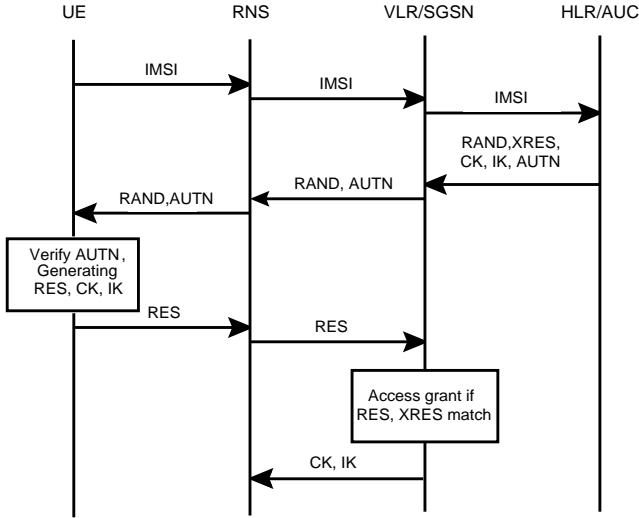 UE
RNS
VLR/SGSN
HLR/AUC
IMSI
IMSI
IMSI
RAND,XRES,
CK, IK, AUTN
RAND, AUTN
RAND,AUTN
Verify AUTN,
Generating
RES, CK, IK
RES
RES
Access grant if
RES, XRES match
CK, IK